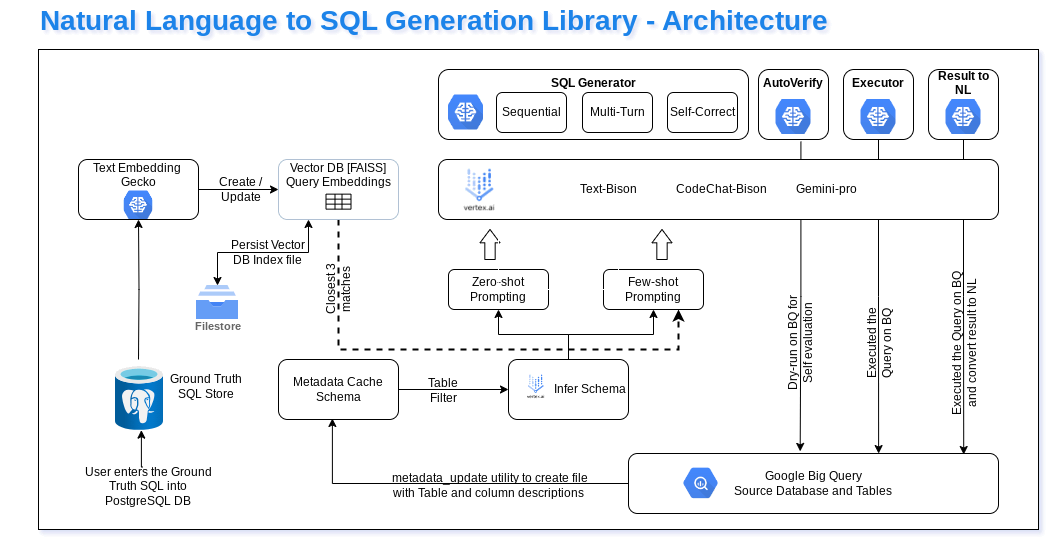 Natural Language to SQL Generation Library - Architecture
SQL Generator
Sequential
Multi-Turn
Self-Correct
AutoVerify
Executor
Result to
NL
Text Embedding
Gecko
Create /
Update
Vector DB [FAISS]
Query Embeddings
vertex.ai
Text-Bison
CodeChat-Bison
Gemini-pro
Persist Vector
DB Index file
Filestore
Closest 3
matches
Zero-shot
Prompting
Few-shot
Prompting
Dry-run on BQ for
Self evaluation
Executed the
Query on BQ
Executed the Query on BQ
and convert result to NL
Ground Truth
SQL Store
Metadata Cache
Schema
Table
Filter
vertex.ai
Infer Schema
User enters the Ground
Truth SQL into
PostgreSQL DB
metadata_update utility to create file
with Table and column descriptions
Google Big Query
Source Database and Tables